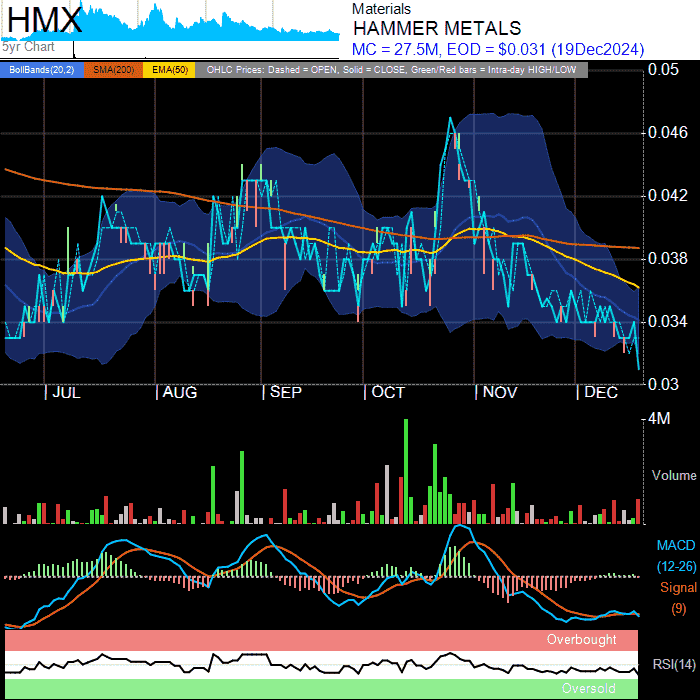 HMX
5yr Chart
Materials
HAMMER METALS
MC = 27.5M, EOD = $0.031 (19Dec2024)
BollBands(20,2) SMA(200) EMA(50) OHLC Prices: Dashed = OPEN, Solid = CLOSE, Green/Red bars = Intra-day HIGH/LOW
0.05
0.046
0.042
0.038
0.034
0.03
| JUL | AUG | SEP | OCT | NOV | DEC
4M
Volume
MACD
(12-26)
Signal
(9)
Overbought
RSI(14)
Oversold